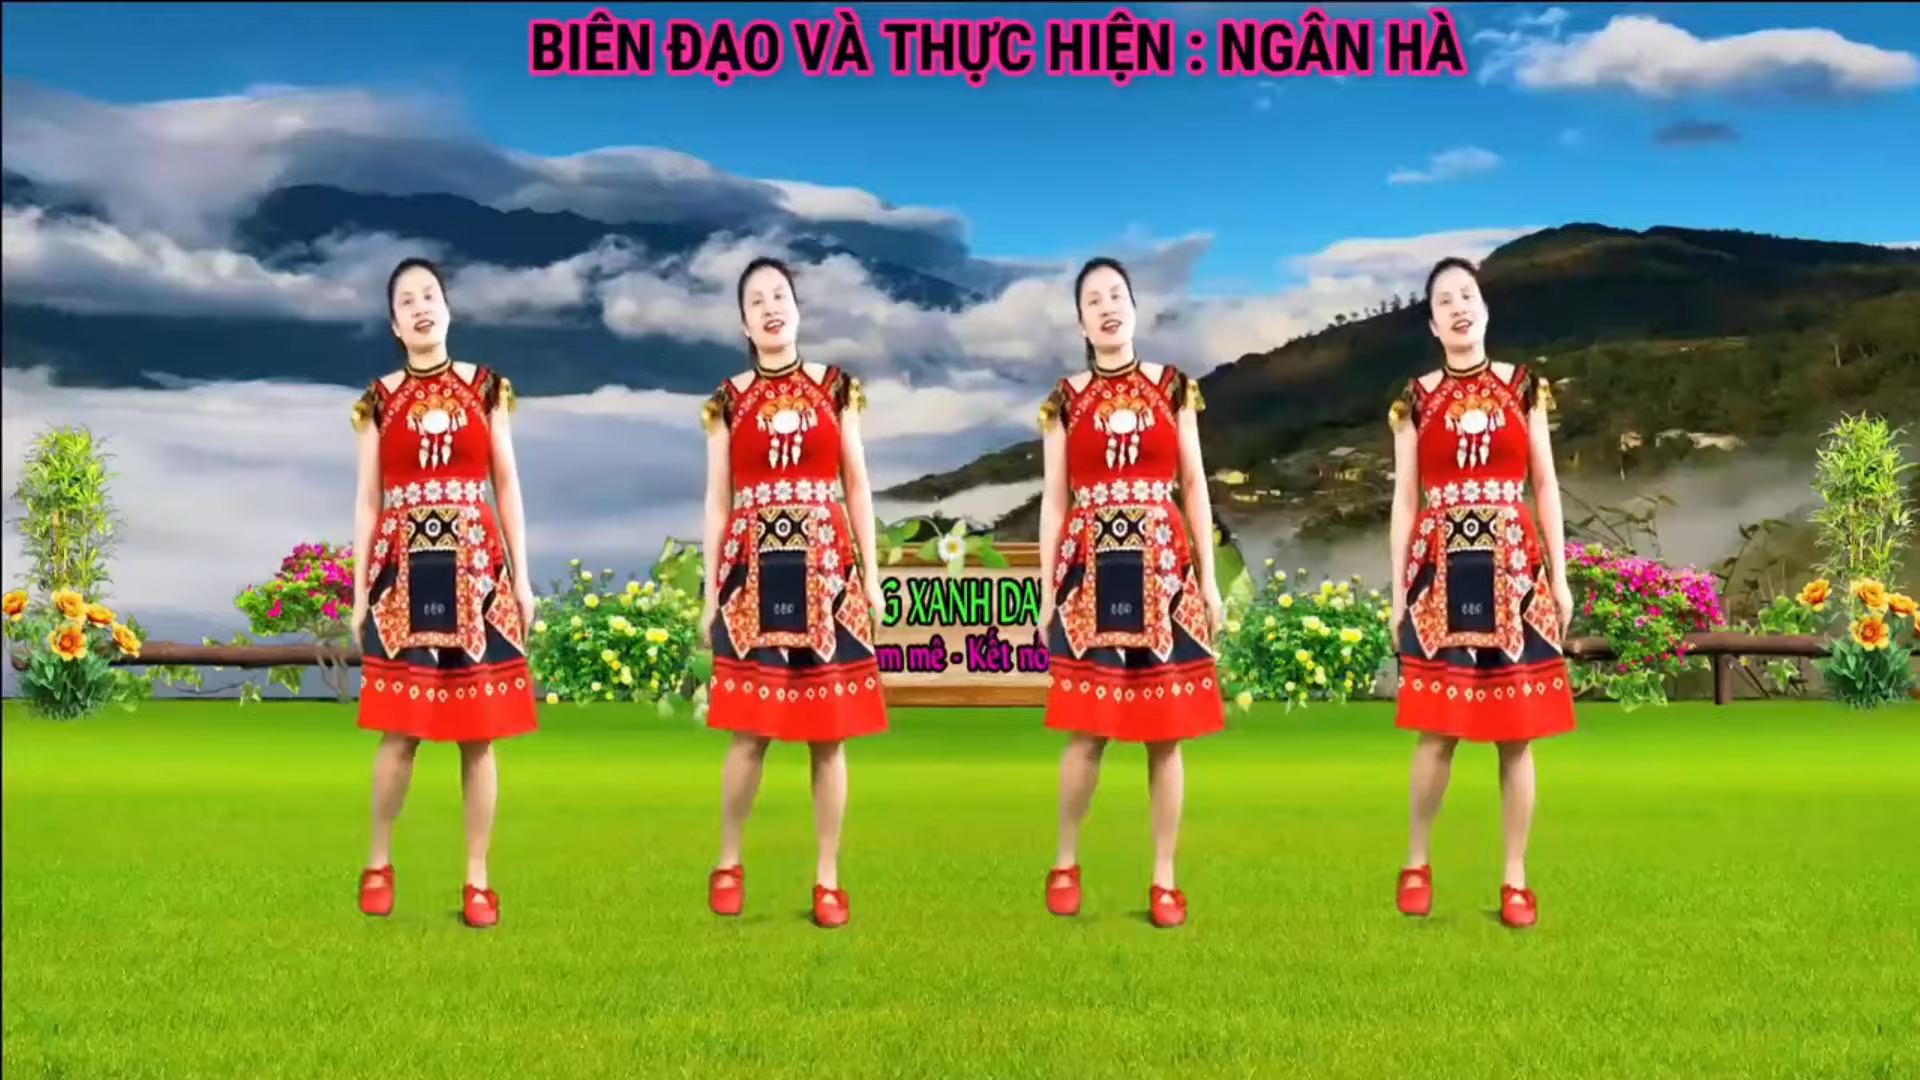 BIÊN ĐẠO VÀ THỰC HIỆN : NGÂN HÀ
G XANH DA
m mê - Kết nố